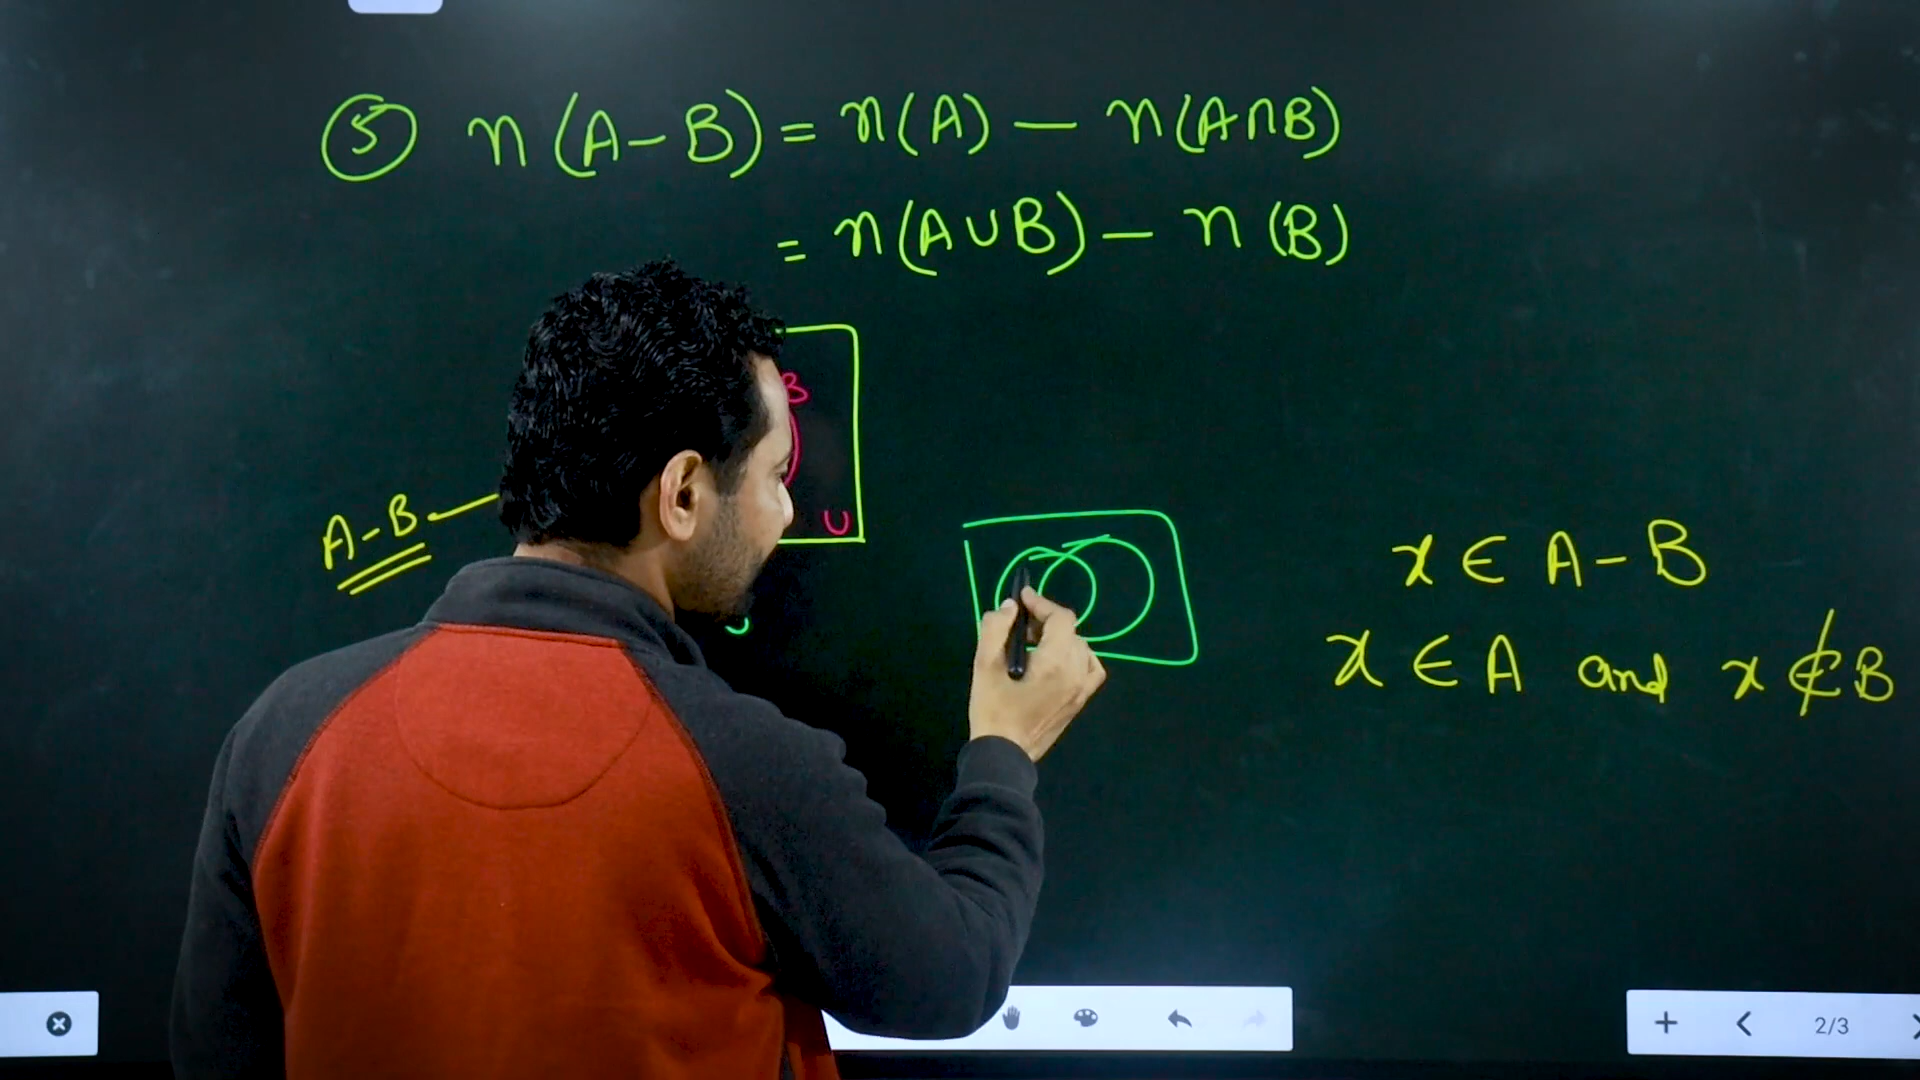 ⑤ n(A-B) = n(A) - n(A∩B)
= n(A∪B) - n(B)
B
U
A-B
x ∈ A-B
x ∈ A and x ∉ B
2/3